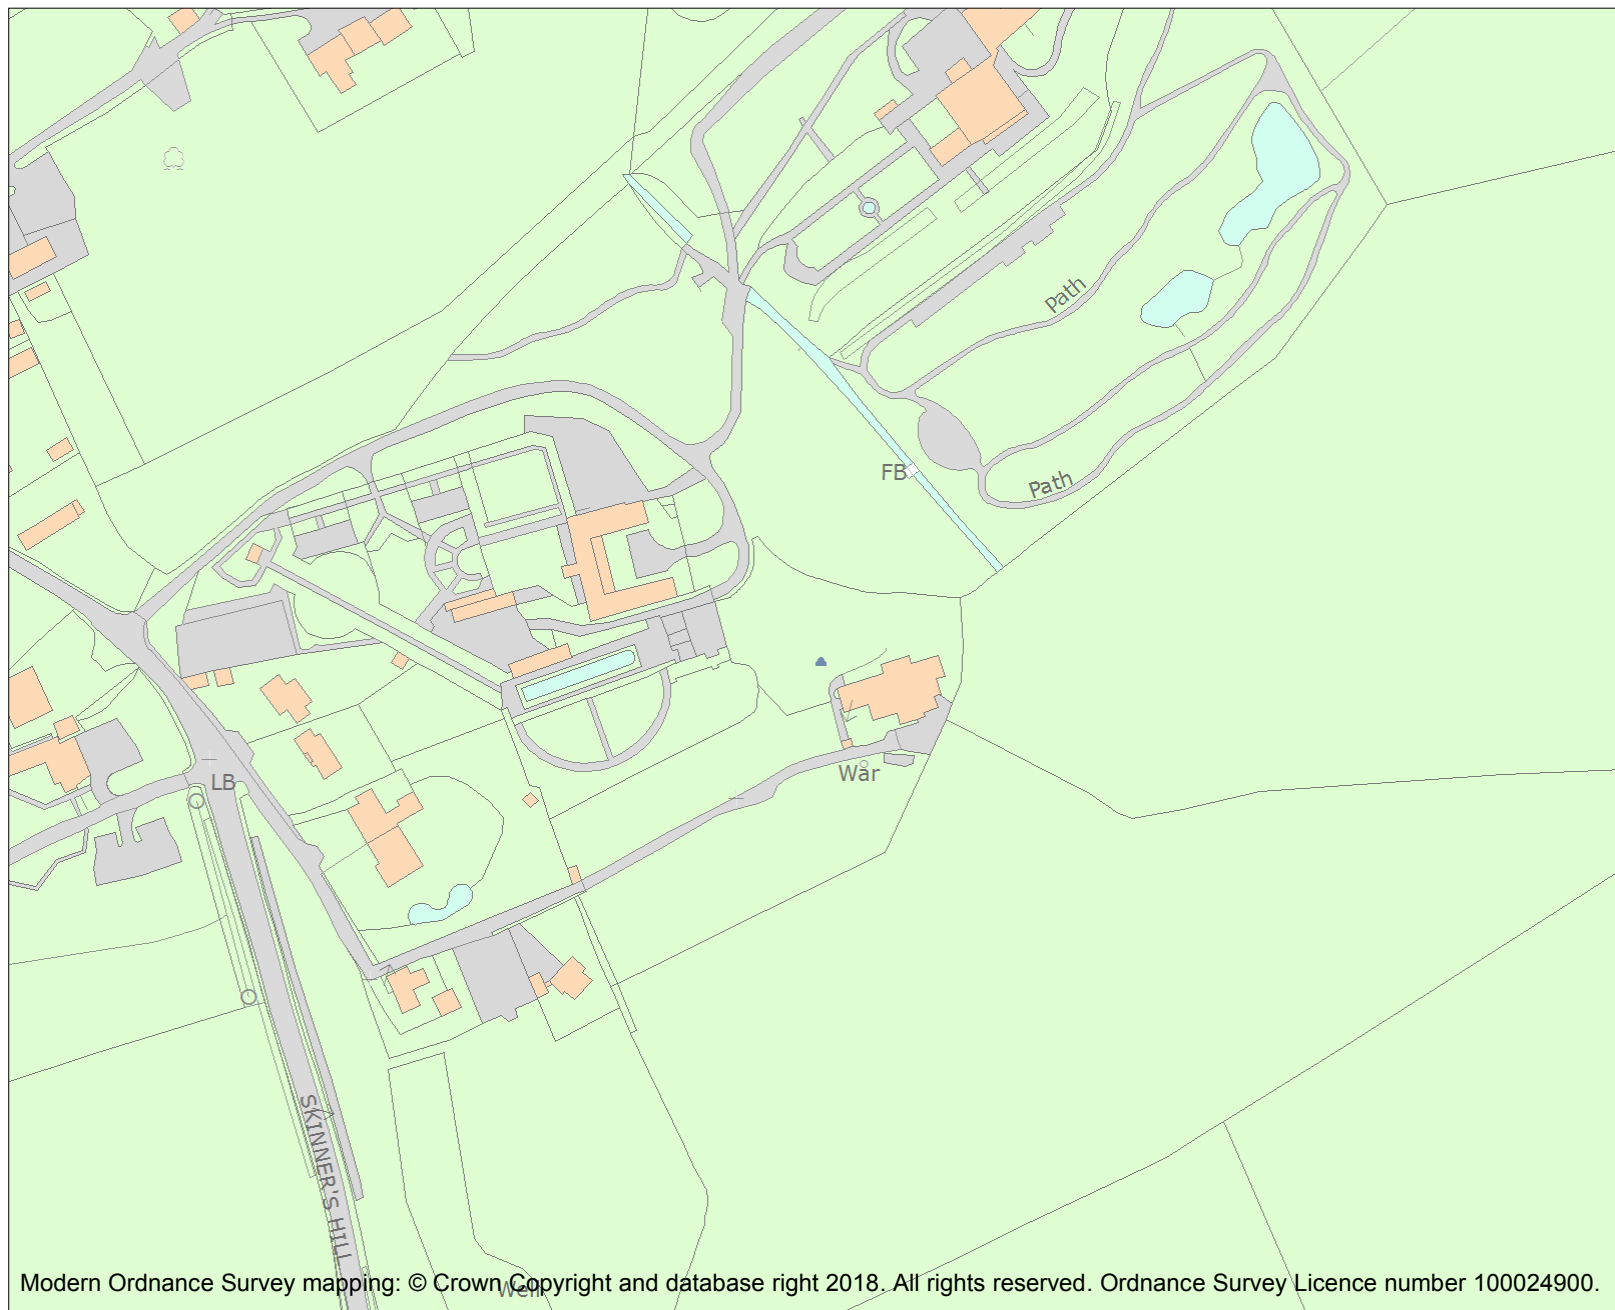 Path
FB
Path
War
LB
SKINNER'S HILL
Well
Modern Ordnance Survey mapping: © Crown Copyright and database right 2018. All rights reserved. Ordnance Survey Licence number 100024900.